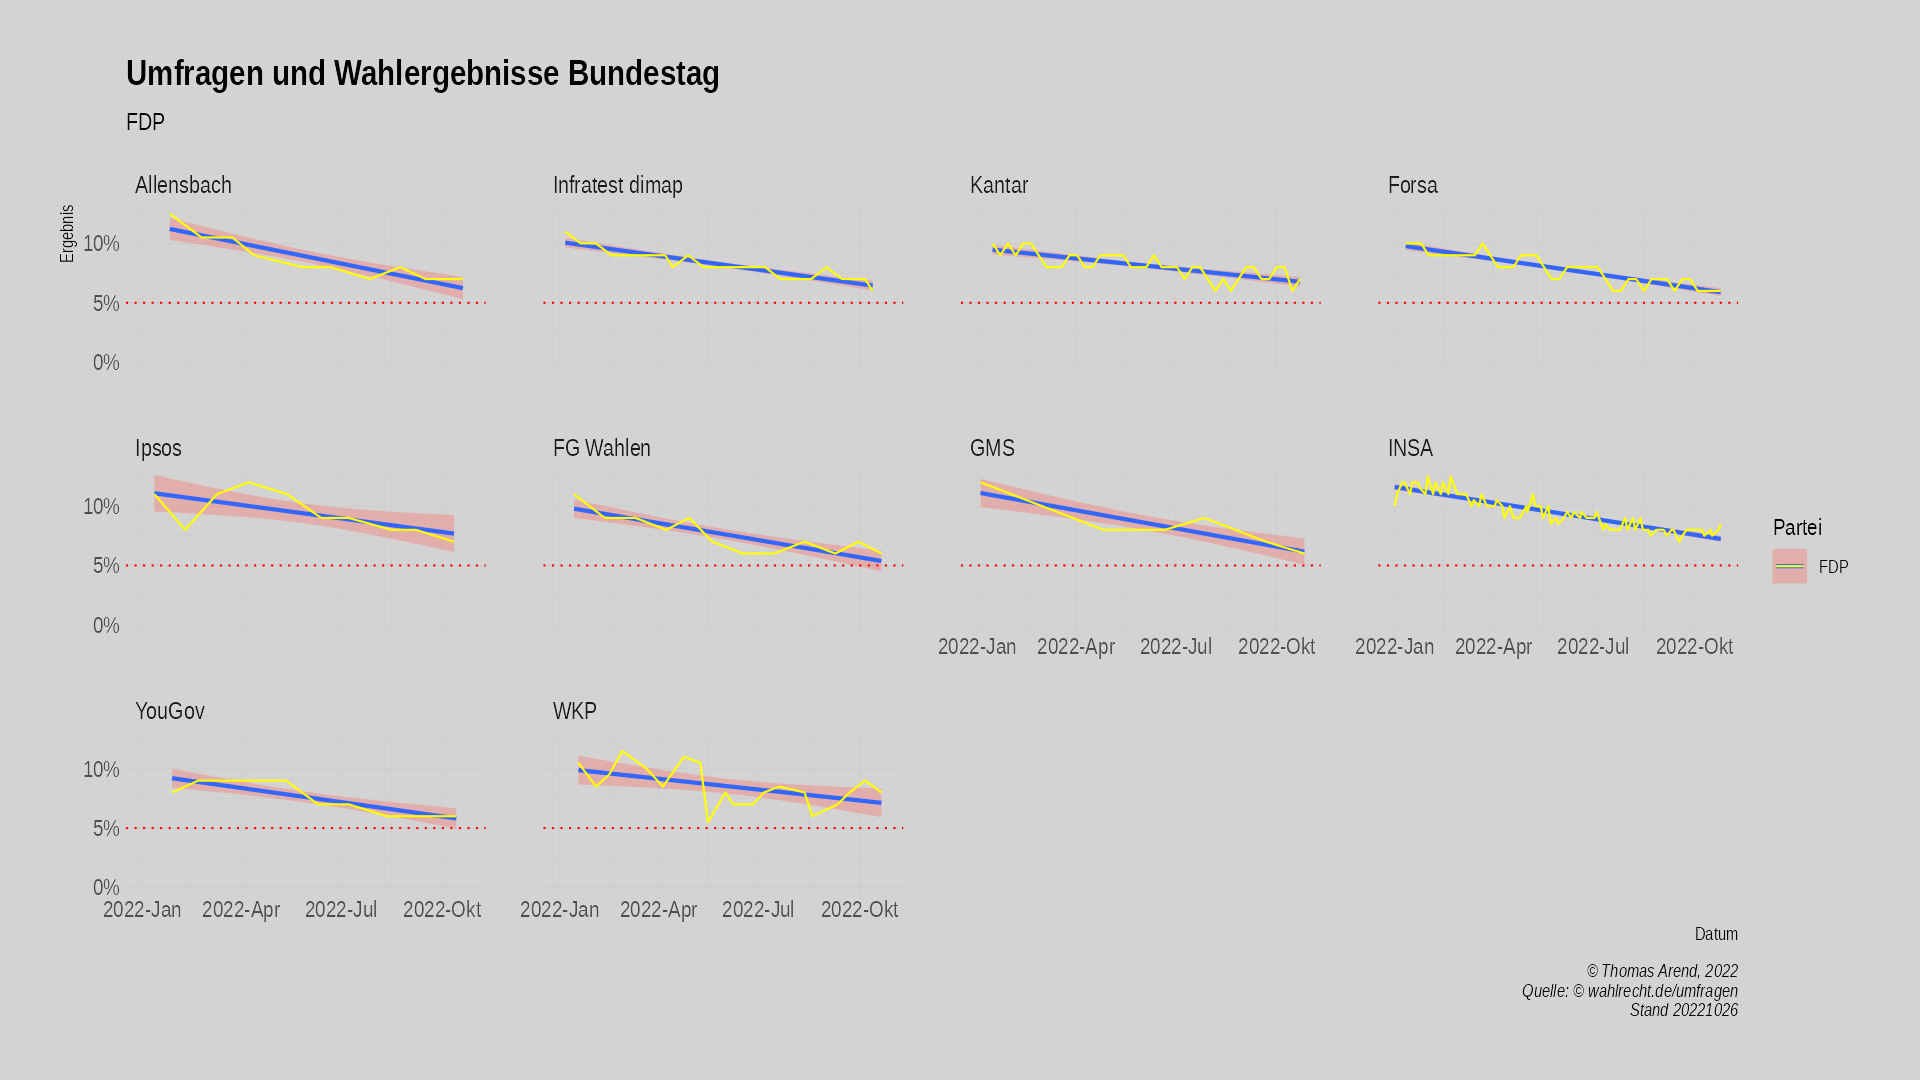 Umfragen und Wahlergebnisse Bundestag
FDP
Allensbach
Infratest dimap
Kantar
Forsa
Ergebnis
10%
5%
0%
Ipsos
FG Wahlen
GMS
INSA
10%
5%
0%
2022-Jan 2022-Apr 2022-Jul 2022-Okt
2022-Jan 2022-Apr 2022-Jul 2022-Okt
Partei
FDP
YouGov
WKP
10%
5%
0%
2022-Jan 2022-Apr 2022-Jul 2022-Okt
2022-Jan 2022-Apr 2022-Jul 2022-Okt
Datum
© Thomas Arend, 2022
Quelle: © wahlrecht.de/umfragen
Stand 20221026